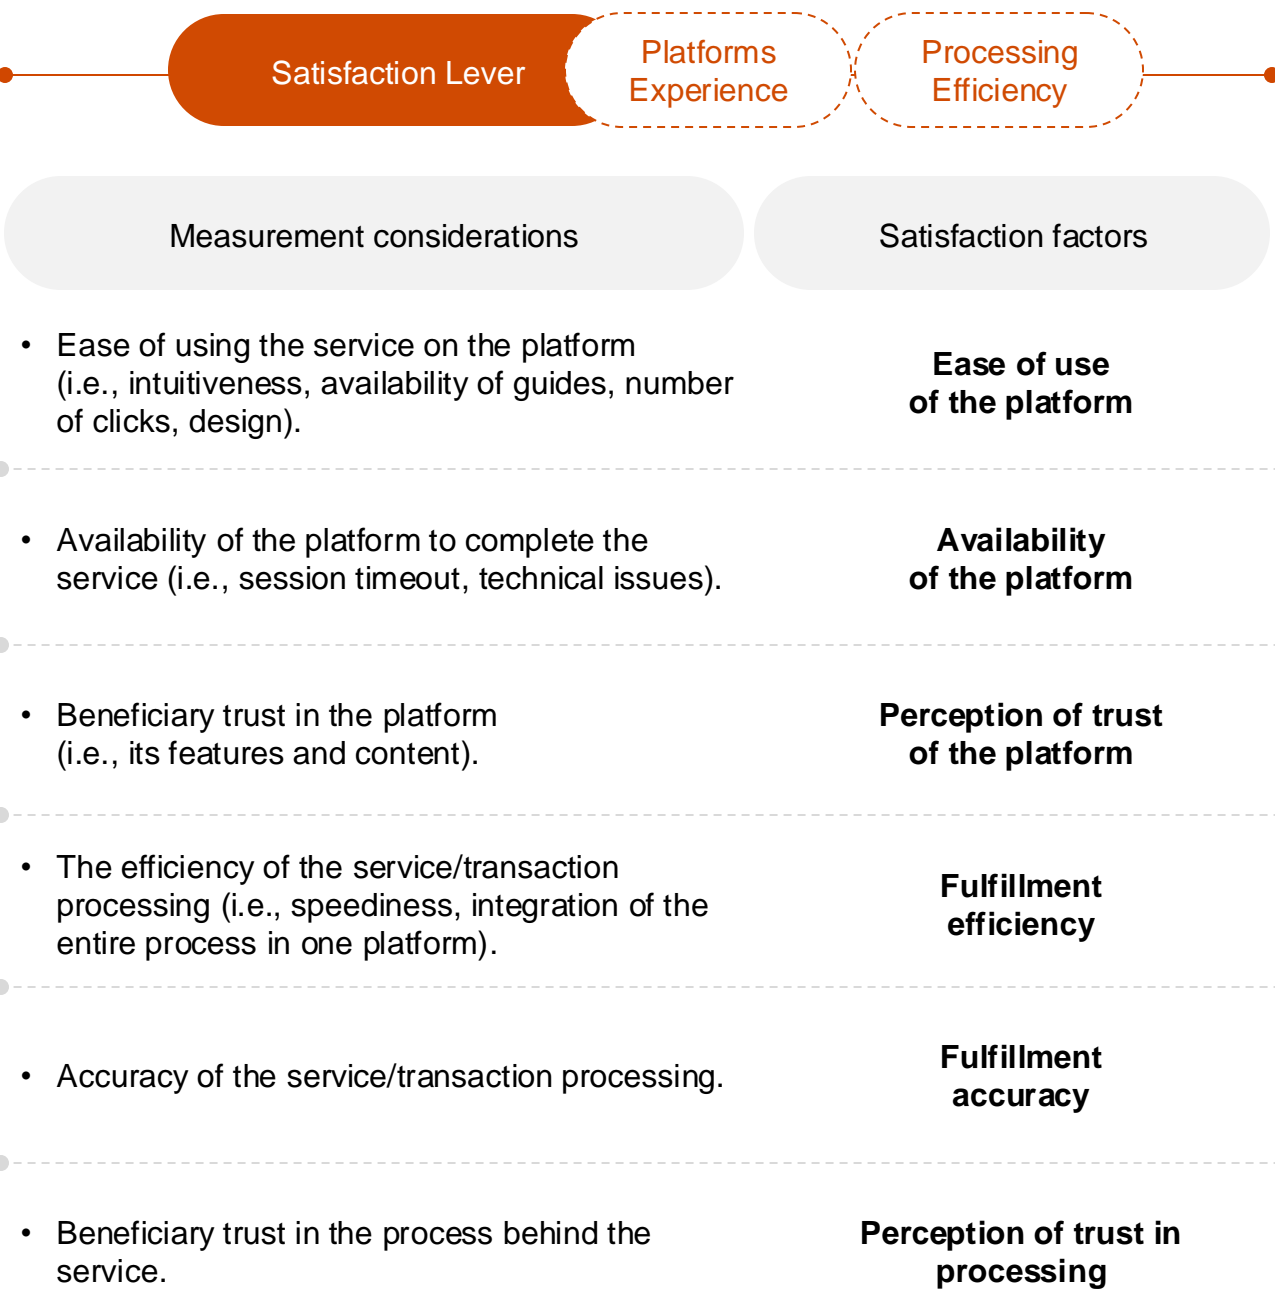 Satisfaction Lever
Platforms
Experience
Processing
Efficiency
Measurement considerations
Satisfaction factors
• Ease of using the service on the platform
(i.e., intuitiveness, availability of guides, number
of clicks, design).
Ease of use
of the platform
• Availability of the platform to complete the
service (i.e., session timeout, technical issues).
Availability
of the platform
• Beneficiary trust in the platform
(i.e., its features and content).
Perception of trust
of the platform
• The efficiency of the service/transaction
processing (i.e., speediness, integration of the
entire process in one platform).
Fulfillment
efficiency
• Accuracy of the service/transaction processing.
Fulfillment
accuracy
• Beneficiary trust in the process behind the
service.
Perception of trust in
processing